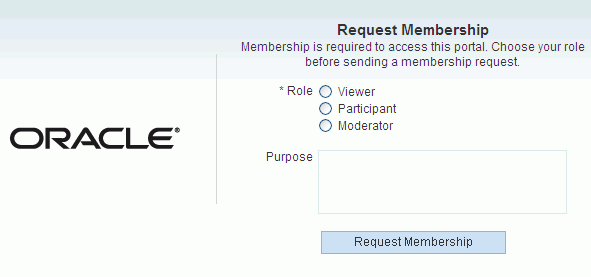 Request Membership
Membership is required to access this portal. Choose your role
before sending a membership request.
* Role
Viewer
Participant
Moderator
ORACLE®
Purpose
Request Membership